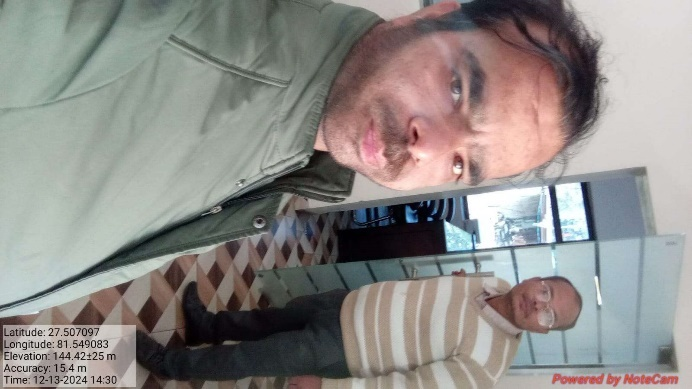 Latitude: 27.507097
Longitude: 81.549083
Elevation: 144.42±25 m
Accuracy: 15.4 m
Time: 12-13-2024 14:30
Powered by NoteCam